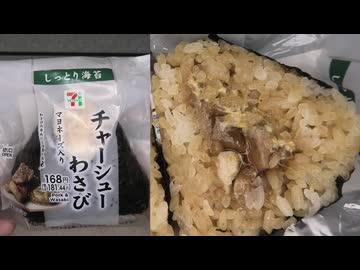 しっとり海苔
チャーシュー
わさび
マヨネーズ入り
168円
181.44円
Pork &
Wasabi
OPEN